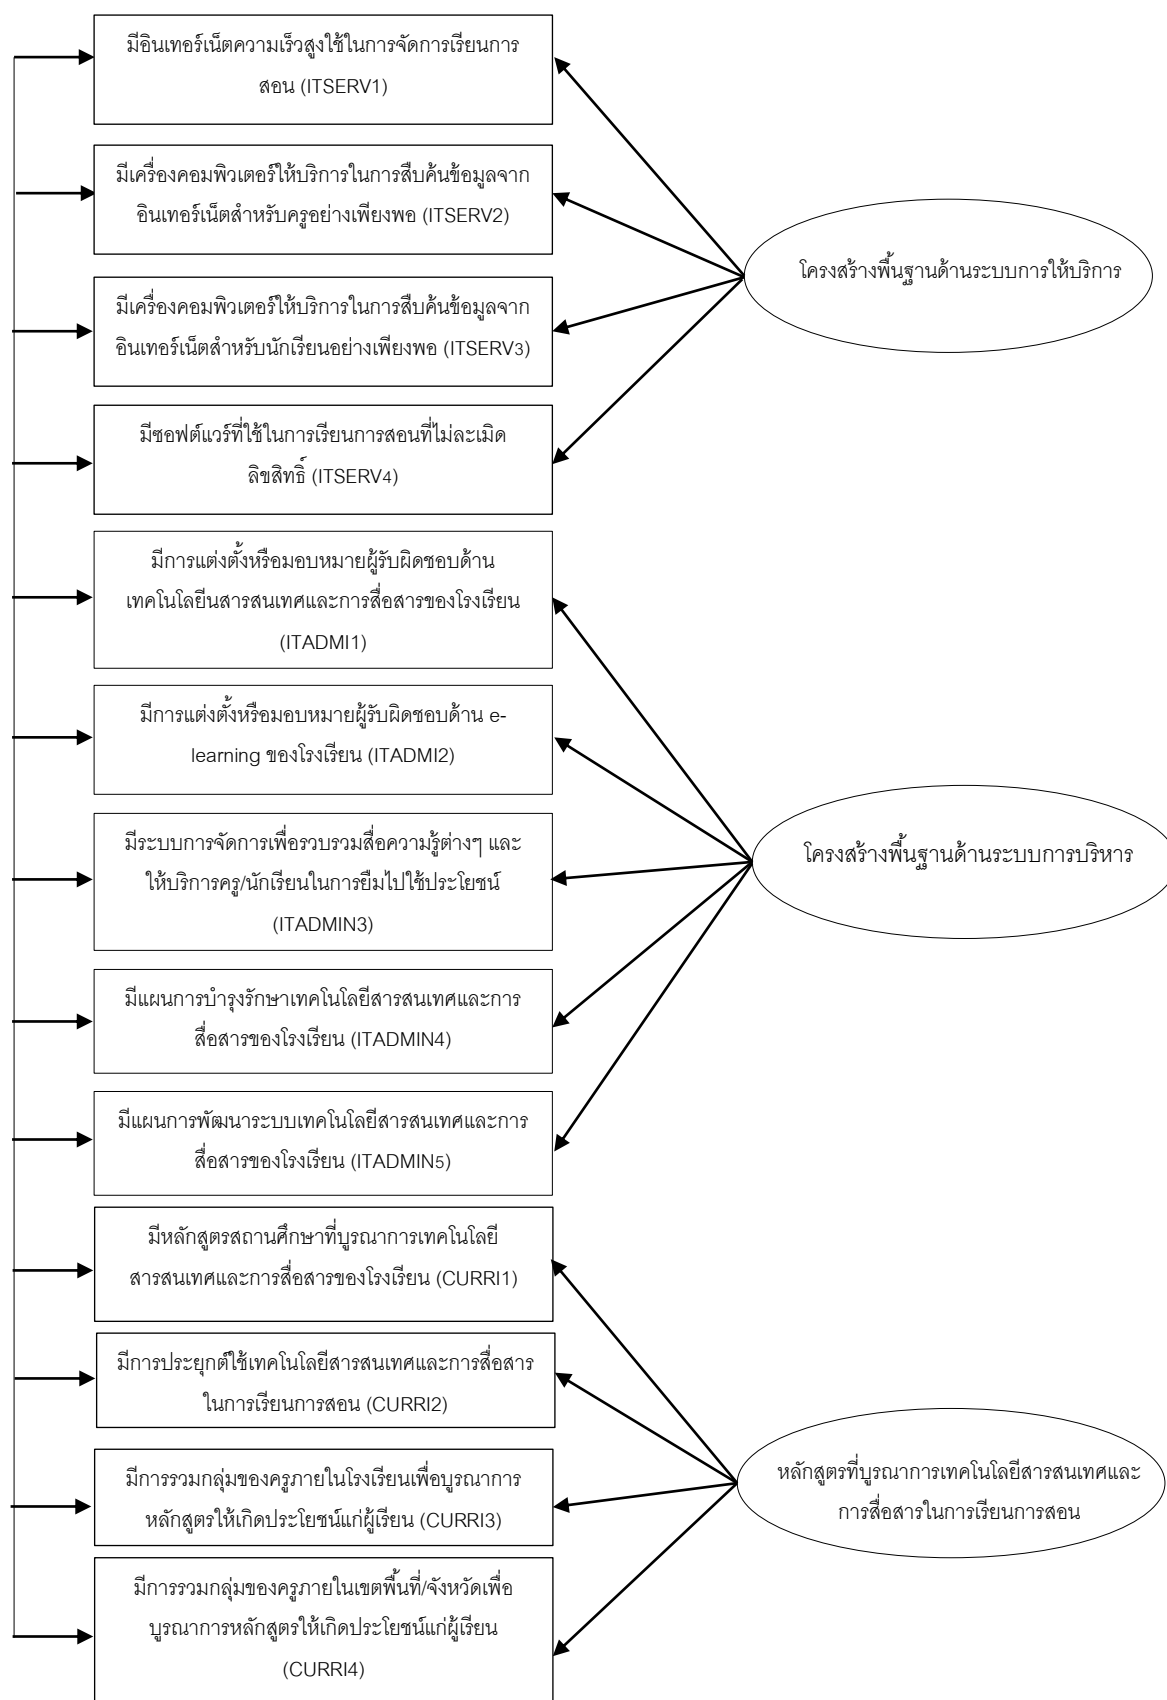 มีอินเทอร์เน็ตความเร็วสูงใช้ในการจัดการเรียนการ
สอน (ITSERV1)
มีเครื่องคอมพิวเตอร์ให้บริการในการสืบค้นข้อมูลจาก
อินเทอร์เน็ตสำหรับครูอย่างเพียงพอ (ITSERV2)
โครงสร้างพื้นฐานด้านระบบการให้บริการ
มีเครื่องคอมพิวเตอร์ให้บริการในการสืบค้นข้อมูลจาก
อินเทอร์เน็ตสำหรับนักเรียนอย่างเพียงพอ (ITSERV3)
มีซอฟต์แวร์ที่ใช้ในการเรียนการสอนที่ไม่ละเมิด
ลิขสิทธิ์ (ITSERV4)
มีการแต่งตั้งหรือมอบหมายผู้รับผิดชอบด้าน
เทคโนโลยีนสารสนเทศและการสื่อสารของโรงเรียน
(ITADMI1)
มีการแต่งตั้งหรือมอบหมายผู้รับผิดชอบด้าน e-
learning ของโรงเรียน (ITADMI2)
มีระบบการจัดการเพื่อรวบรวมสื่อความรู้ต่างๆ และ
ให้บริการครู/นักเรียนในการยืมไปใช้ประโยชน์
(ITADMIN3)
โครงสร้างพื้นฐานด้านระบบการบริหาร
มีแผนการบำรุงรักษาเทคโนโลยีสารสนเทศและการ
สื่อสารของโรงเรียน (ITADMIN4)
มีแผนการพัฒนาระบบเทคโนโลยีสารสนเทศและการ
สื่อสารของโรงเรียน (ITADMIN5)
มีหลักสูตรสถานศึกษาที่บูรณาการเทคโนโลยี
สารสนเทศและการสื่อสารของโรงเรียน (CURRI1)
มีการประยุกต์ใช้เทคโนโลยีสารสนเทศและการสื่อสาร
ในการเรียนการสอน (CURRI2)
มีการรวมกลุ่มของครูภายในโรงเรียนเพื่อบูรณาการ
หลักสูตรให้เกิดประโยชน์แก่ผู้เรียน (CURRI3)
หลักสูตรที่บูรณาการเทคโนโลยีสารสนเทศและ
การสื่อสารในการเรียนการสอน
มีการรวมกลุ่มของครูภายในเขตพื้นที่/จังหวัดเพื่อ
บูรณาการหลักสูตรให้เกิดประโยชน์แก่ผู้เรียน
(CURRI4)